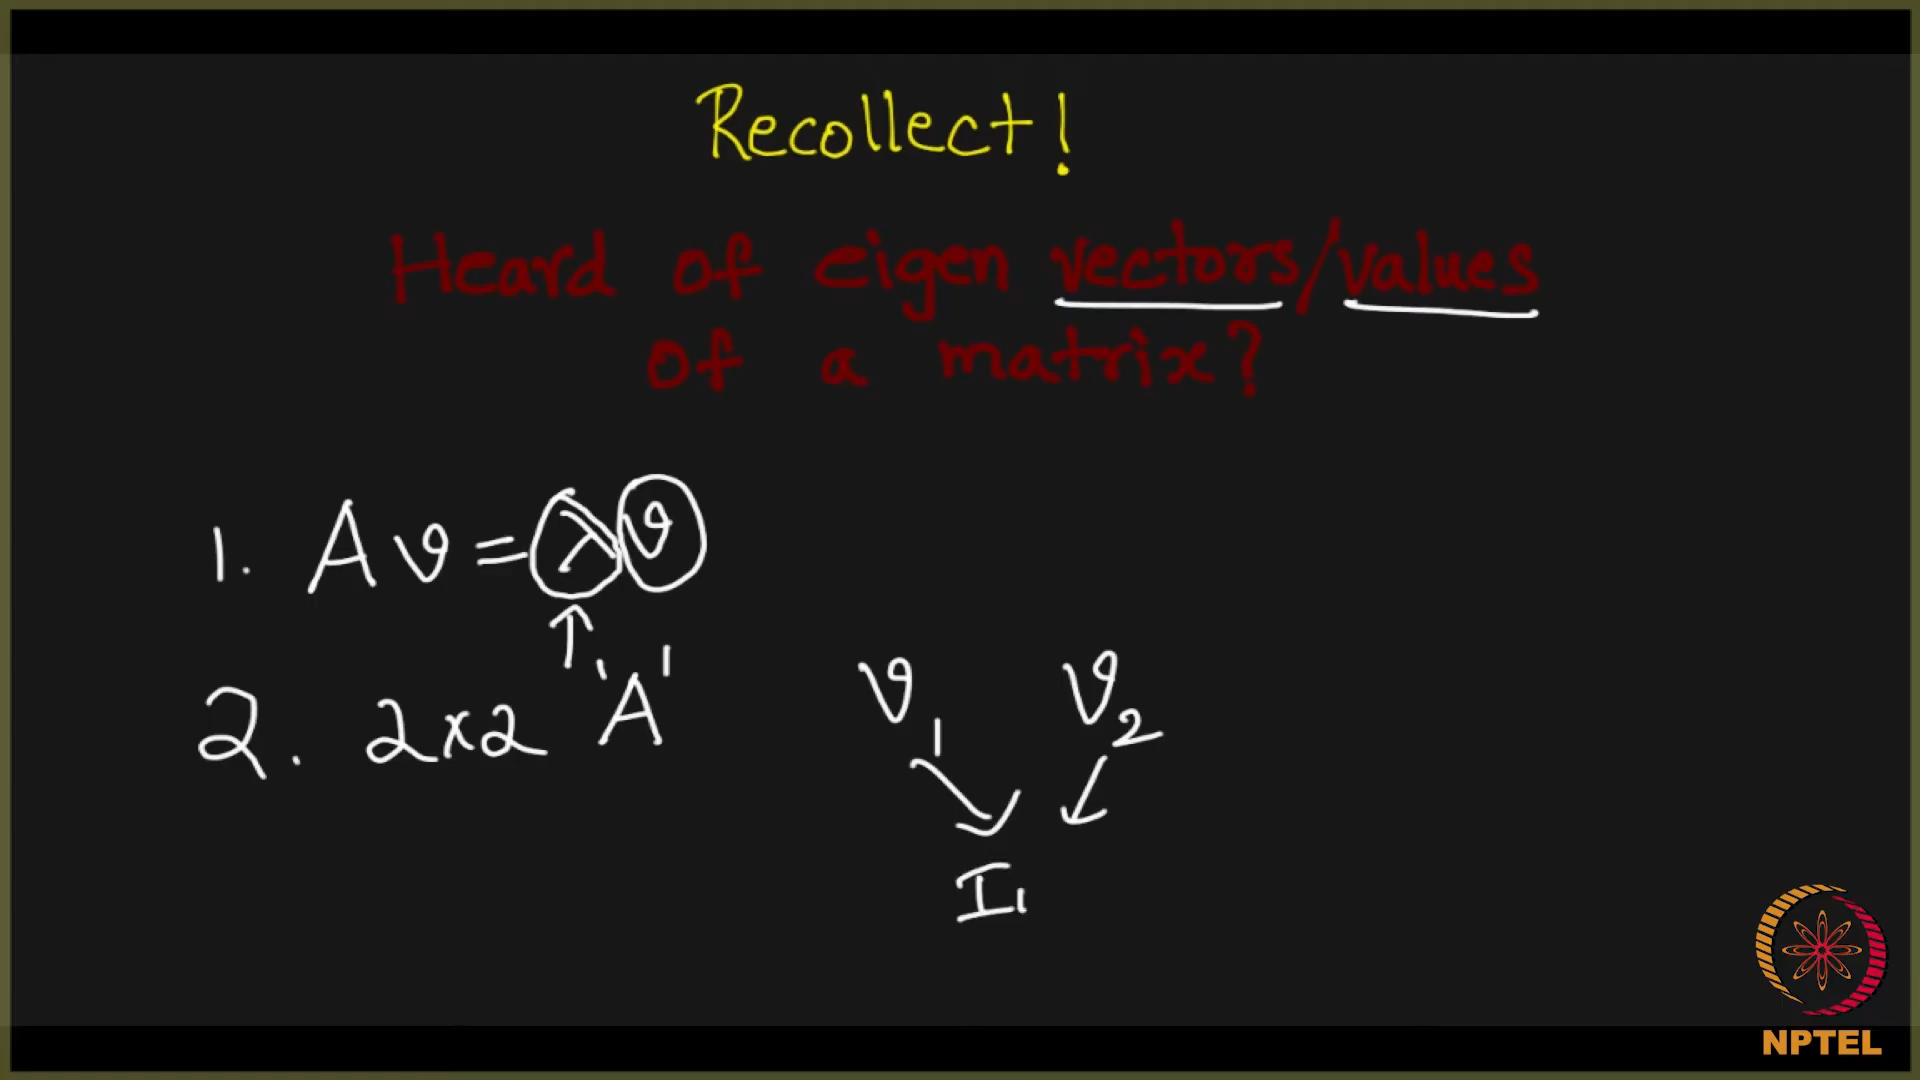 Recollect!
Heard of eigen vectors/values
of a matrix?
1. Av = λv
2. 2x2 'A' v1 v2
I1
NPTEL